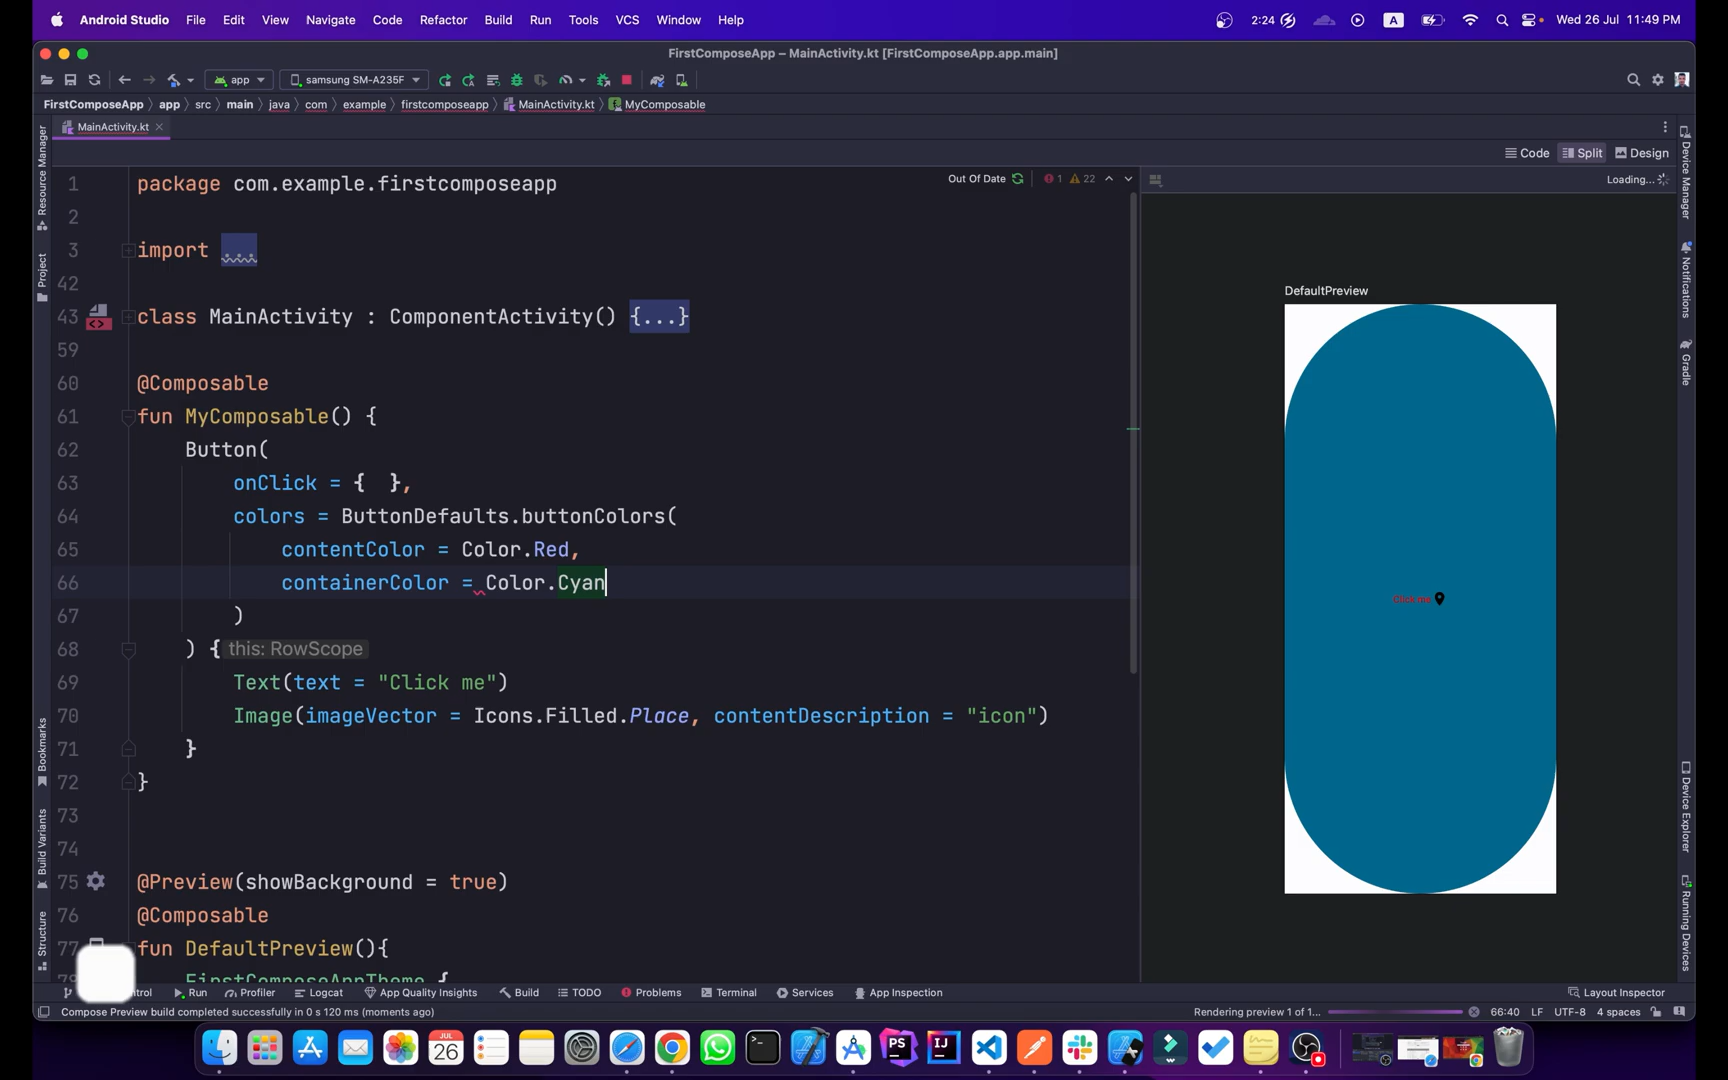 Android Studio File Edit View Navigate Code Refactor Build Run Tools VCS Window Help 2:24 A Wed 26 Jul 11:49 PM
FirstComposeApp – MainActivity.kt [FirstComposeApp.app.main]
app samsung SM-A235F
FirstComposeApp app src main java com example firstcomposeapp MainActivity.kt MyComposable
MainActivity.kt
Code Split Design
Out Of Date 1 22
Loading...
1 package com.example.firstcomposeapp
2
3 import ...
42
43 class MainActivity : ComponentActivity() {...}
59
60 @Composable
61 fun MyComposable() {
62 Button(
63 onClick = {  },
64 colors = ButtonDefaults.buttonColors(
65 contentColor = Color.Red,
66 containerColor = Color.Cyan
67 )
68 ) { this: RowScope
69 Text(text = "Click me")
70 Image(imageVector = Icons.Filled.Place, contentDescription = "icon")
71 }
72 }
73
74
75 @Preview(showBackground = true)
76 @Composable
77 fun DefaultPreview(){
FirstComposeAppTheme {
DefaultPreview
Click me
Resource Manager
Project
Bookmarks
Build Variants
Structure
Device Manager
Notifications
Gradle
Device Explorer
Running Devices
Run Profiler Logcat App Quality Insights Build TODO Problems Terminal Services App Inspection Layout Inspector
Compose Preview build completed successfully in 0 s 120 ms (moments ago) Rendering preview 1 of 1... 66:40 LF UTF-8 4 spaces
JUL
26
PS
IJ